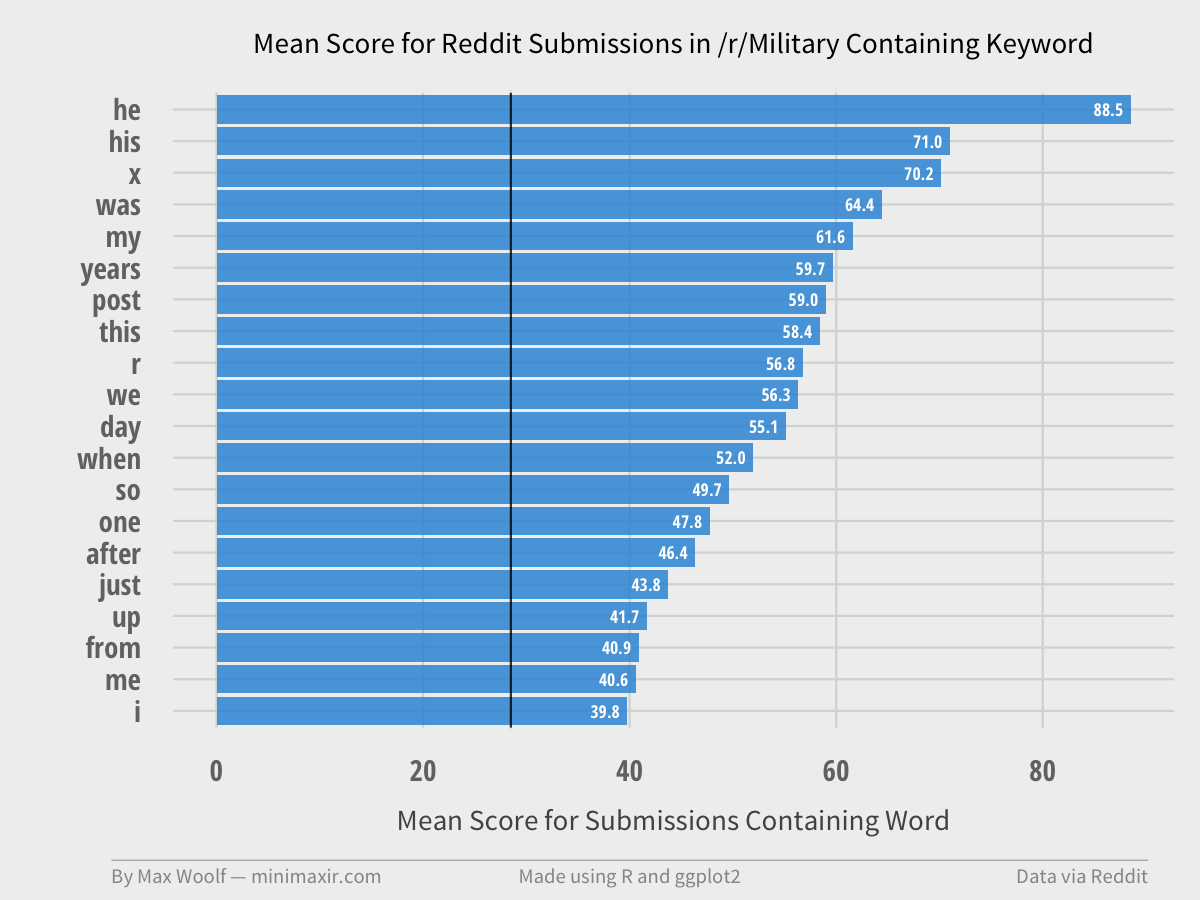 Mean Score for Reddit Submissions in /r/Military Containing Keyword
he 88.5
his 71.0
x 70.2
was 64.4
my 61.6
years 59.7
post 59.0
this 58.4
r 56.8
we 56.3
day 55.1
when 52.0
so 49.7
one 47.8
after 46.4
just 43.8
up 41.7
from 40.9
me 40.6
i 39.8
0 20 40 60 80
Mean Score for Submissions Containing Word
By Max Woolf — minimaxir.com Made using R and ggplot2 Data via Reddit